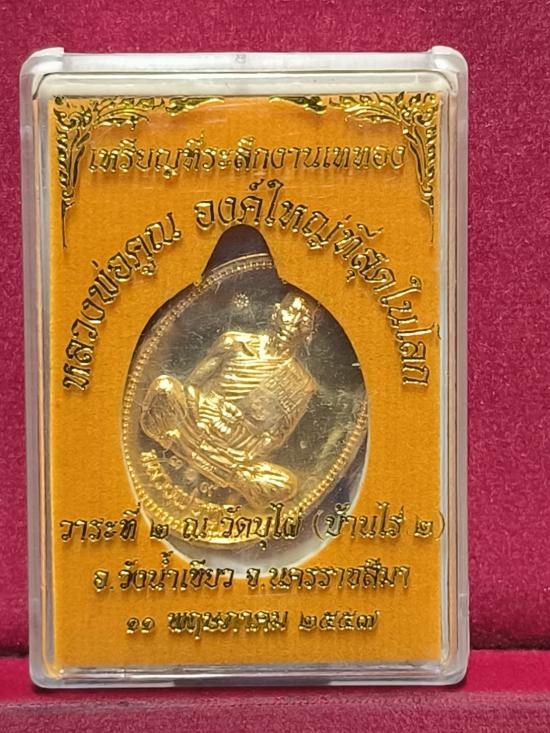 เหรียญที่ระลึกงานเททอง
หลวงพ่อคูณ องค์ใหญ่ที่สุดในโลก
วาระที่ ๒ ณ วัดบุไผ่ (บ้านไร่ ๒)
อ.วังน้ำเขียว จ.นครราชสีมา
๑๑ พฤษภาคม ๒๕๕๗